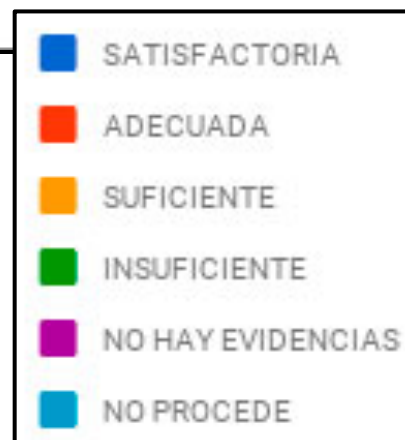 SATISFACTORIA
ADECUADA
SUFICIENTE
INSUFICIENTE
NO HAY EVIDENCIAS
NO PROCEDE